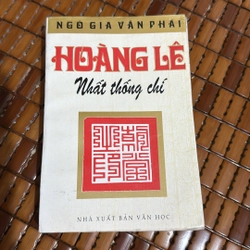 NGÔ GIA VĂN PHÁI
HOÀNG LÊ
Nhất thống chí
NHÀ XUẤT BẢN VĂN HỌC